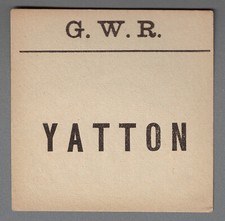 G. W. R.
YATTON